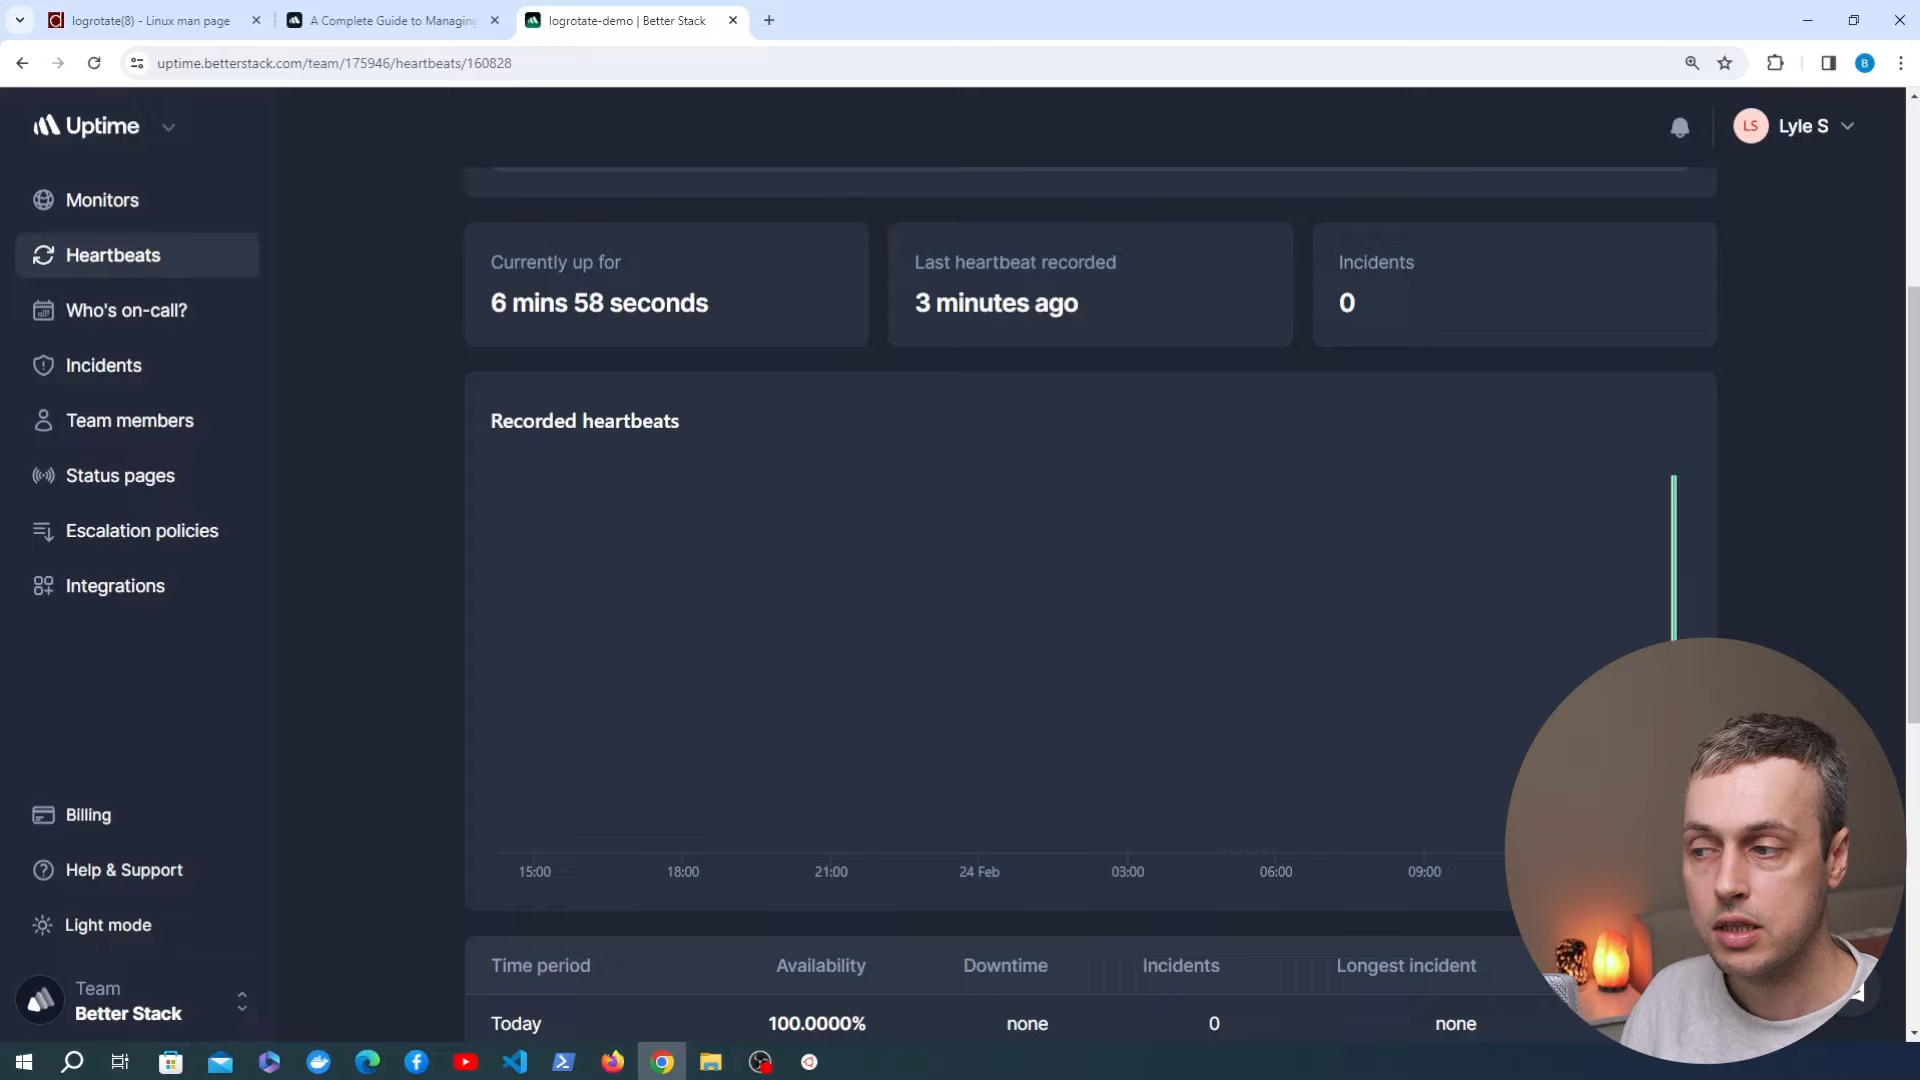 logrotate(8) - Linux man page
A Complete Guide to Managing
logrotate-demo | Better Stack
uptime.betterstack.com/team/175946/heartbeats/160828
B
Uptime
LS
Lyle S
Monitors
Heartbeats
Who's on-call?
Incidents
Team members
Status pages
Escalation policies
Integrations
Billing
Help & Support
Light mode
Team
Better Stack
Currently up for
6 mins 58 seconds
Last heartbeat recorded
3 minutes ago
Incidents
0
Recorded heartbeats
15:00 18:00 21:00 24 Feb 03:00 06:00 09:00
Time period Availability Downtime Incidents Longest incident
Today 100.0000% none 0 none